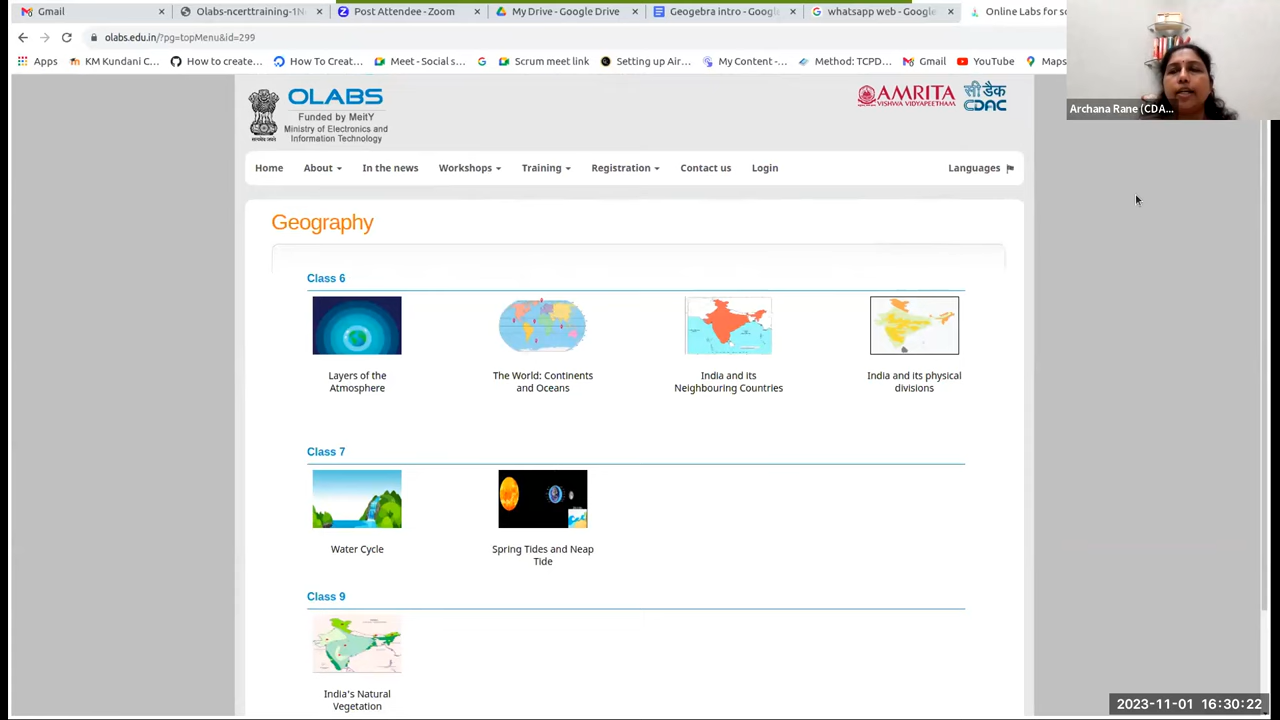 Gmail
Olabs-ncerttraining-1N
Post Attendee - Zoom
My Drive - Google Drive
Geogebra intro - Google
whatsapp web - Google
Online Labs for sc
olabs.edu.in/?pg=topMenu&id=299
Apps
KM Kundani C...
How to create...
How To Creat...
Meet - Social s...
Scrum meet link
Setting up Air...
My Content -...
Method: TCPD...
Gmail
YouTube
Maps
Archana Rane (CDA...
OLABS
Funded by MeitY
Ministry of Electronics and
Information Technology
AMRITA
VISHWA VIDYAPEETHAM
सी डैक
CDAC
Home
About
In the news
Workshops
Training
Registration
Contact us
Login
Languages
Geography
Class 6
Layers of the
Atmosphere
The World: Continents
and Oceans
India and its
Neighbouring Countries
India and its physical
divisions
Class 7
Water Cycle
Spring Tides and Neap
Tide
Class 9
India's Natural
Vegetation
2023-11-01 16:30:22